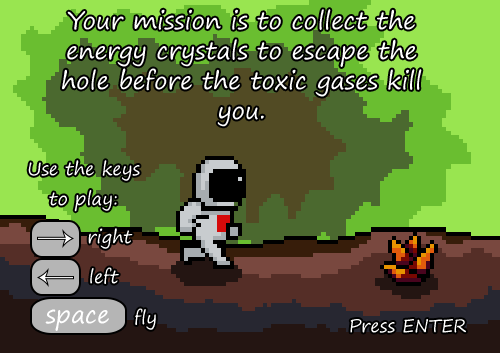 Your mission is to collect the
energy crystals to escape the
hole before the toxic gases kill
you.
Use the keys
to play:
→ right
← left
space fly
Press ENTER